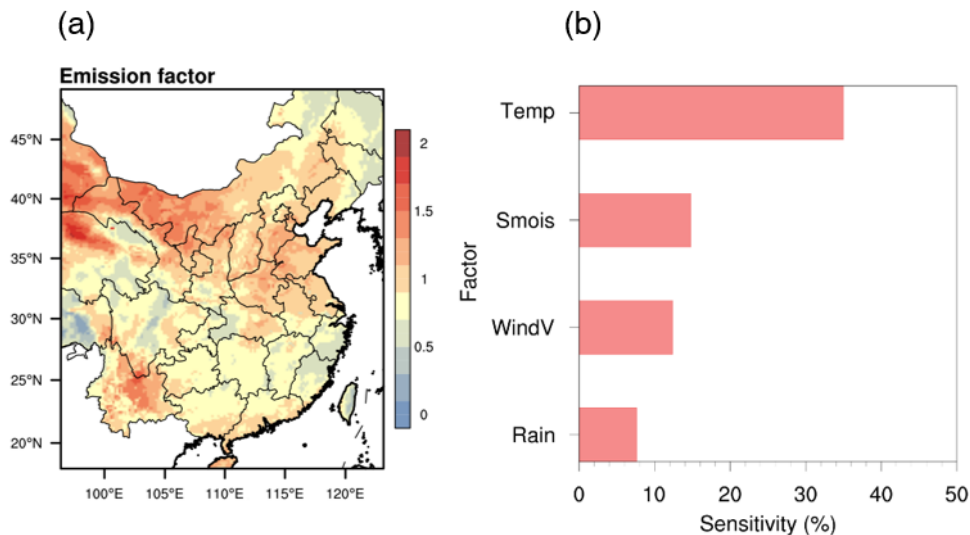 (a)
(b)
Emission factor
45°N
40°N
35°N
30°N
25°N
20°N
100°E 105°E 110°E 115°E 120°E
2
1.5
1
0.5
0
Factor
Temp
Smois
WindV
Rain
0 10 20 30 40 50
Sensitivity (%)